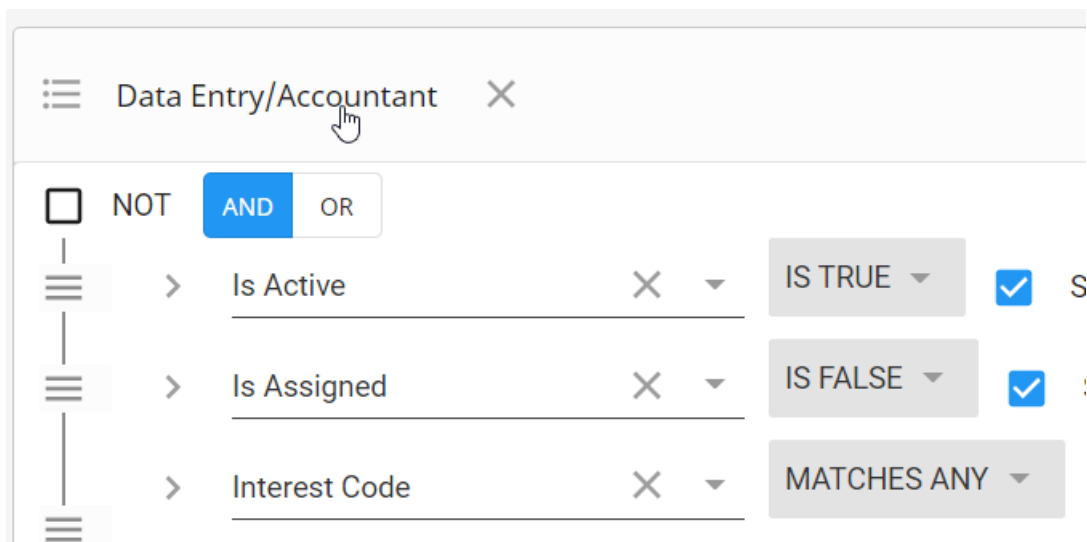 Data Entry/Accountant
NOT AND OR
Is Active IS TRUE S
Is Assigned IS FALSE
Interest Code MATCHES ANY